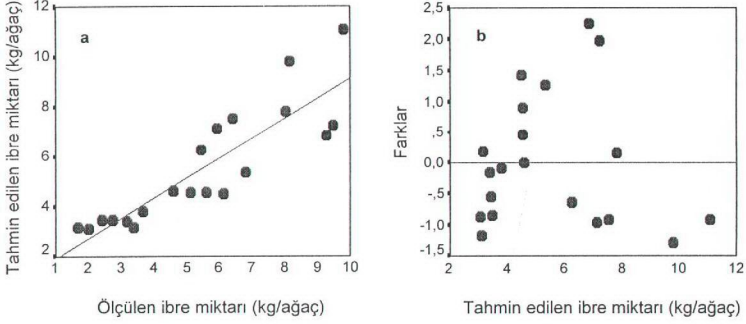 a
Tahmin edilen ibre miktarı (kg/ağaç)
12
10
8
6
4
2
1 2 3 4 5 6 7 8 9 10
Ölçülen ibre miktarı (kg/ağaç)
b
Farklar
2,5
2,0
1,5
1,0
,5
0,0
-,5
-1,0
-1,5
2 4 6 8 10 12
Tahmin edilen ibre miktarı (kg/ağaç)